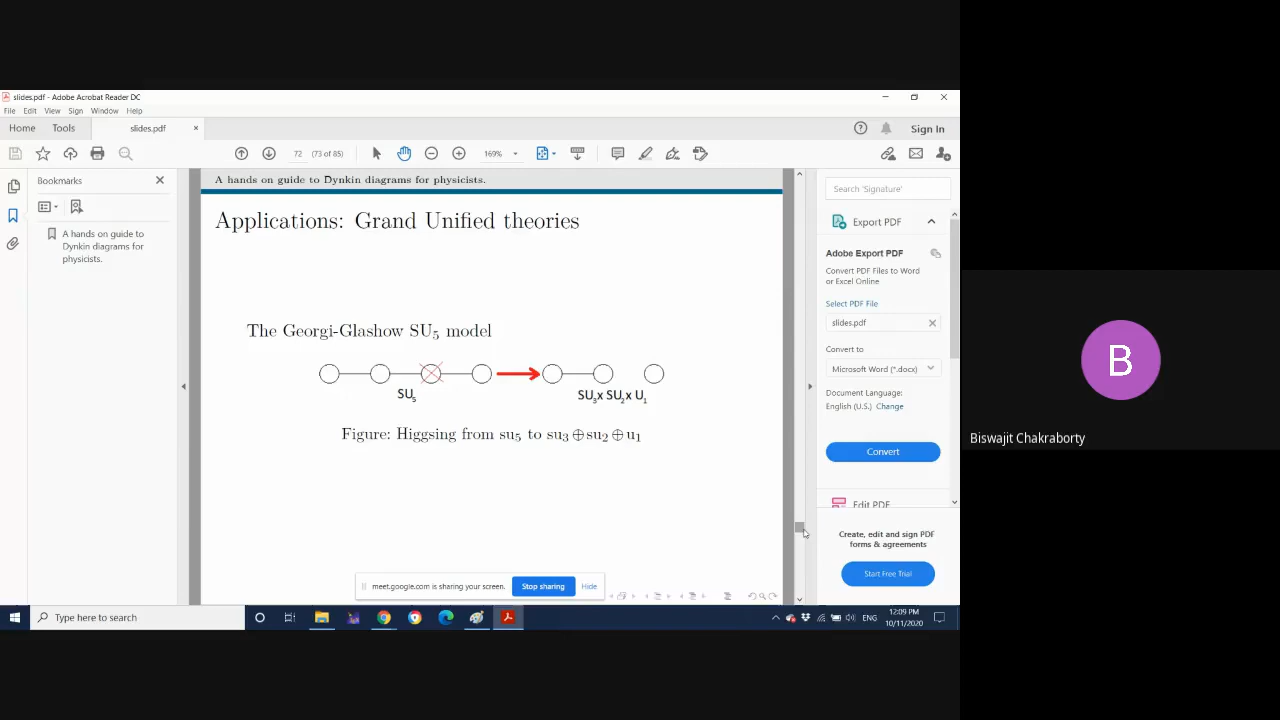 slides.pdf - Adobe Acrobat Reader DC
File Edit View Sign Window Help
Home Tools slides.pdf × Sign In
72 (73 of 85) 169%
Bookmarks
A hands on guide to
Dynkin diagrams for
physicists.
A hands on guide to Dynkin diagrams for physicists.
Applications: Grand Unified theories
The Georgi-Glashow SU₅ model
SU₅
SU₃x SU₂x U₁
Figure: Higgsing from su₅ to su₃⊕su₂⊕u₁
meet.google.com is sharing your screen. Stop sharing Hide
Search 'Signature'
Export PDF
Adobe Export PDF
Convert PDF Files to Word
or Excel Online
Select PDF File
slides.pdf
Convert to
Microsoft Word (*.docx)
Document Language:
English (U.S.) Change
Convert
Edit PDF
Create, edit and sign PDF
forms & agreements
Start Free Trial
Type here to search
ENG
12:09 PM
10/11/2020
B
Biswajit Chakraborty